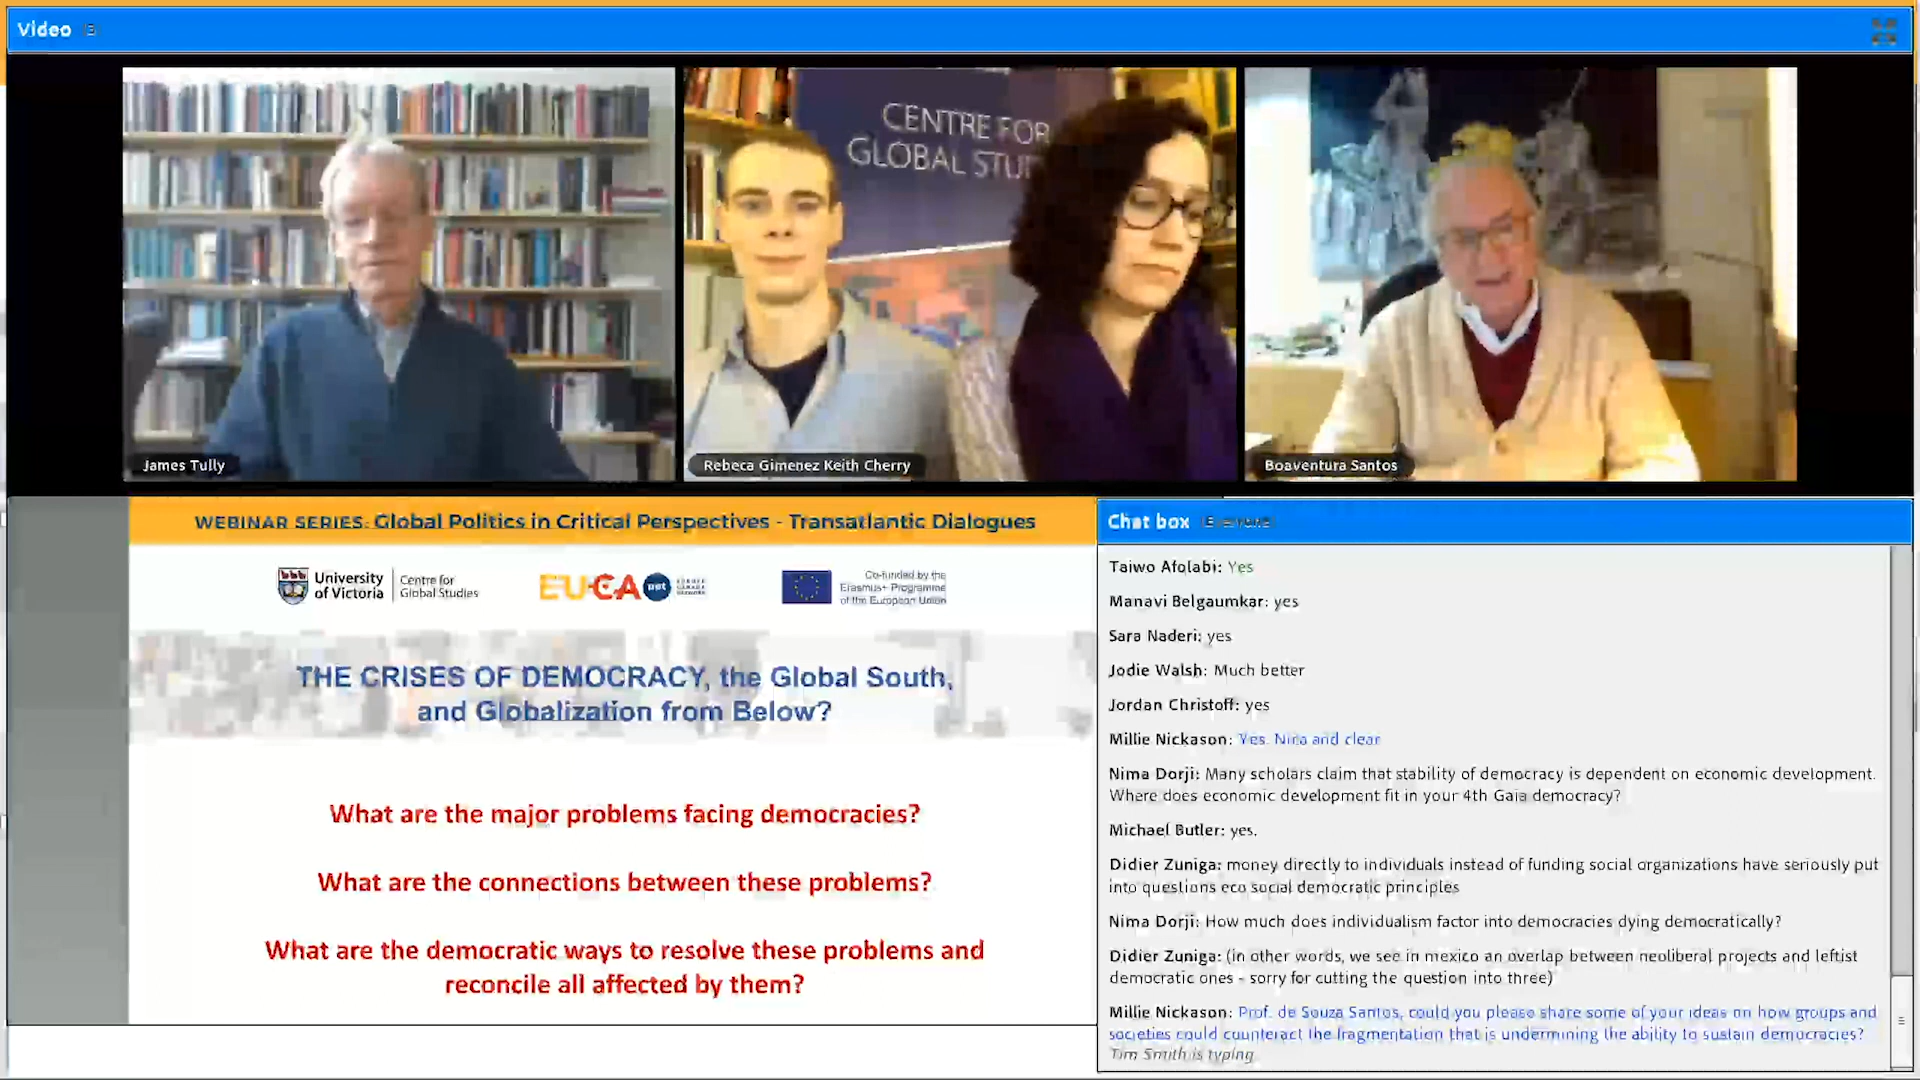 Video
CENTRE FOR
GLOBAL STU
James Tully
Rebeca Gimenez Keith Cherry
Boaventura Santos
WEBINAR SERIES: Global Politics in Critical Perspectives - Transatlantic Dialogues
University
of Victoria
Centre for
Global Studies
EUCA
net
Co-funded by the
Erasmus+ Programme
of the European Union
THE CRISES OF DEMOCRACY, the Global South,
and Globalization from Below?
What are the major problems facing democracies?
What are the connections between these problems?
What are the democratic ways to resolve these problems and
reconcile all affected by them?
Chat box
Taiwo Afolabi: Yes
Manavi Belgaumkar: yes
Sara Naderi: yes
Jodie Walsh: Much better
Jordan Christoff: yes
Millie Nickason: Yes. and clear
Nima Dorji: Many scholars claim that stability of democracy is dependent on economic development.
Where does economic development fit in your 4th Gaia democracy?
Michael Butler: yes.
Didier Zuniga: money directly to individuals instead of funding social organizations have seriously put
into questions eco social democratic principles
Nima Dorji: How much does individualism factor into democracies dying democratically?
Didier Zuniga: (in other words, we see in mexico an overlap between neoliberal projects and leftist
democratic ones - sorry for cutting the question into three)
Millie Nickason: Prof. de Souza Santos, could you please share some of your ideas on how groups and
societies could counteract the fragmentation that is undermining the ability to sustain democracies?
Tim Smith is typing